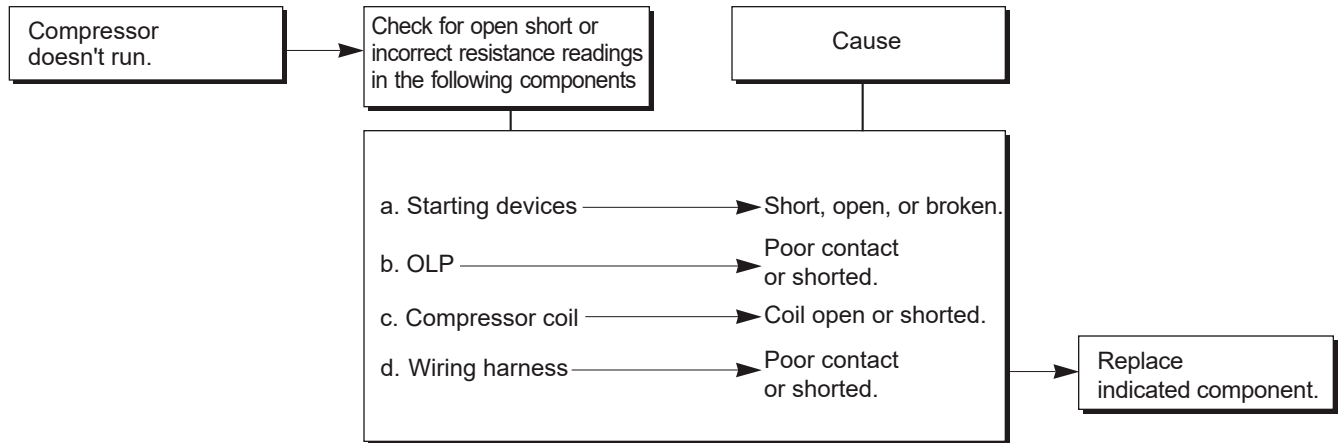 Compressor
doesn't run.
Check for open short or
incorrect resistance readings
in the following components
Cause
a. Starting devices
Short, open, or broken.
b. OLP
Poor contact
or shorted.
c. Compressor coil
Coil open or shorted.
d. Wiring harness
Poor contact
or shorted.
Replace
indicated component.